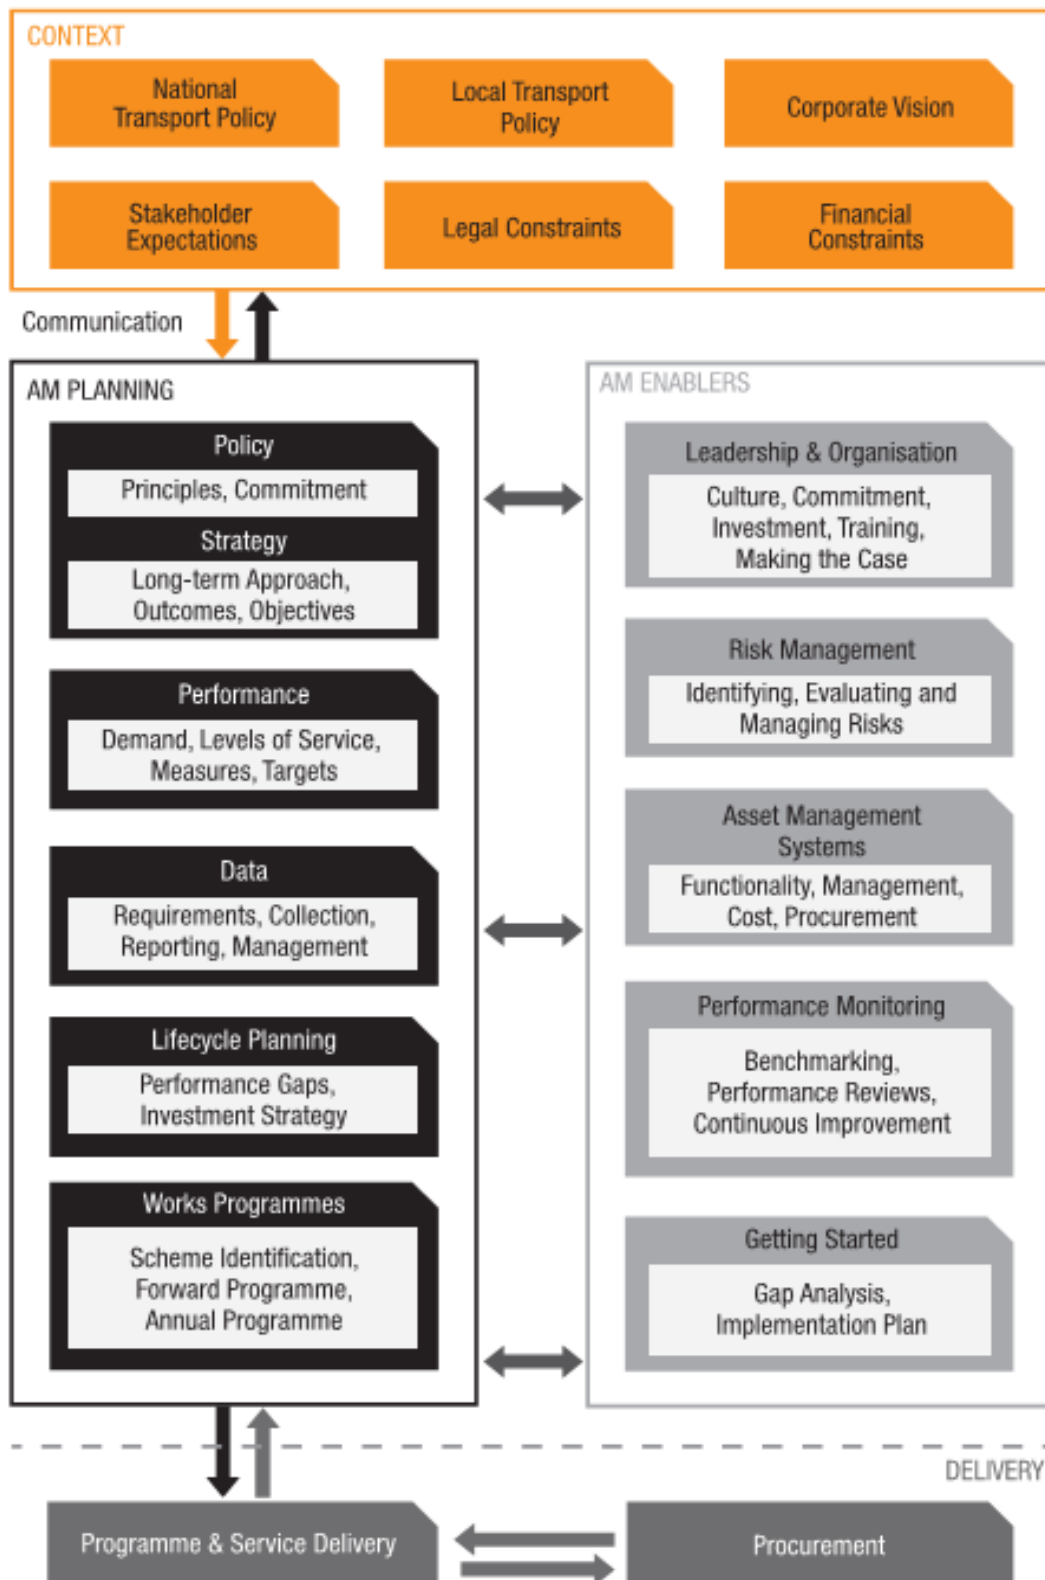 CONTEXT
National
Transport Policy
Local Transport
Policy
Corporate Vision
Stakeholder
Expectations
Legal Constraints
Financial
Constraints
Communication
AM PLANNING
Policy
Principles, Commitment
Strategy
Long-term Approach,
Outcomes, Objectives
Performance
Demand, Levels of Service,
Measures, Targets
Data
Requirements, Collection,
Reporting, Management
Lifecycle Planning
Performance Gaps,
Investment Strategy
Works Programmes
Scheme Identification,
Forward Programme,
Annual Programme
AM ENABLERS
Leadership & Organisation
Culture, Commitment,
Investment, Training,
Making the Case
Risk Management
Identifying, Evaluating and
Managing Risks
Asset Management
Systems
Functionality, Management,
Cost, Procurement
Performance Monitoring
Benchmarking,
Performance Reviews,
Continuous Improvement
Getting Started
Gap Analysis,
Implementation Plan
DELIVERY
Programme & Service Delivery
Procurement